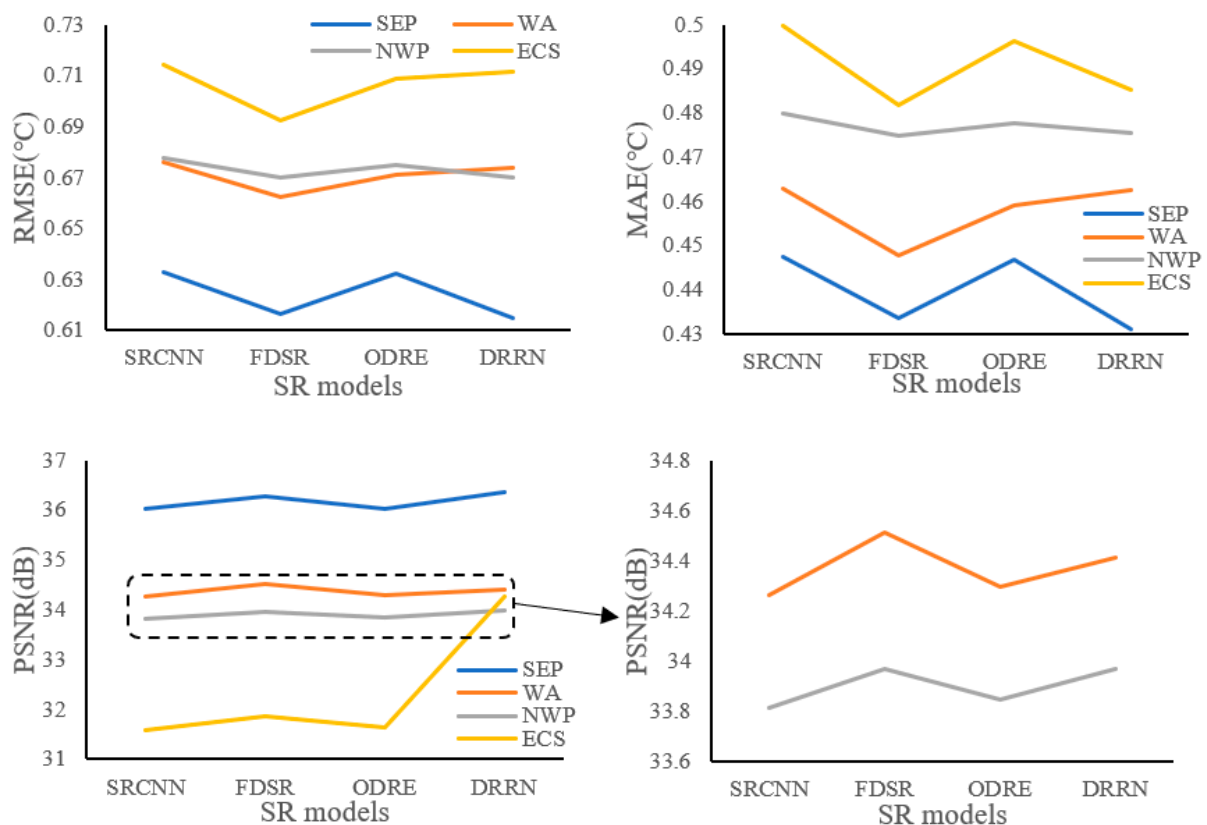 0.73
0.71
0.69
0.67
0.65
0.63
0.61
RMSE(°C)
SEP WA
NWP ECS
SRCNN FDSR ODRE DRRN
SR models
0.5
0.49
0.48
0.47
0.46
0.45
0.44
0.43
MAE(°C)
SEP
WA
NWP
ECS
SRCNN FDSR ODRE DRRN
SR models
37
36
35
34
33
32
31
PSNR(dB)
SEP
WA
NWP
ECS
SRCNN FDSR ODRE DRRN
SR models
34.8
34.6
34.4
34.2
34
33.8
33.6
PSNR(dB)
SRCNN FDSR ODRE DRRN
SR models